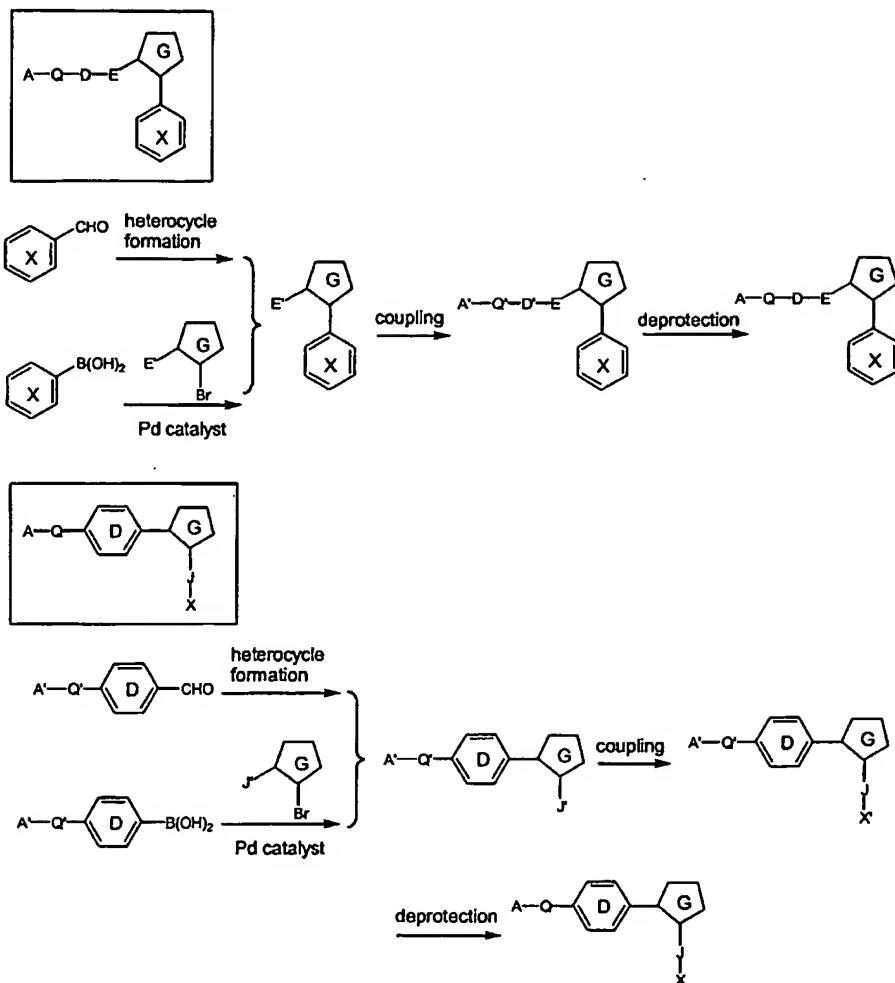 G
A—Q—D—E
X
CHO
heterocycle
formation
X
G
G
G
E'
A'—Q'—D'—E
A—Q—D—E
coupling
deprotection
B(OH)₂
E'
G
X
X
X
X
Br
Pd catalyst
A—Q
D
G
J
X
heterocycle
formation
A'—Q'
D
CHO
G
A'—Q'
D
G
coupling
A'—Q'
D
G
J'
Br
J'
J
X'
A'—Q'
D
B(OH)₂
Pd catalyst
deprotection
A—Q
D
G
J
X